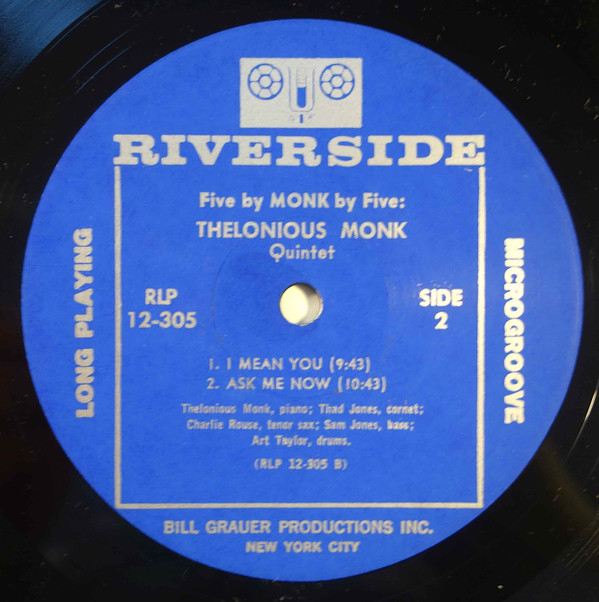 RIVERSIDE
Five by MONK by Five:
THELONIOUS MONK
Quintet
LONG PLAYING
MICROGROOVE
RLP
12-305
SIDE
2
1. I MEAN YOU (9:43)
2. ASK ME NOW (10:43)
Thelonious Monk, piano; Thad Jones, cornet;
Charlie Rouse, tenor sax; Sam Jones, bass;
Art Taylor, drums.
(RLP 12-305 B)
BILL GRAUER PRODUCTIONS INC.
NEW YORK CITY